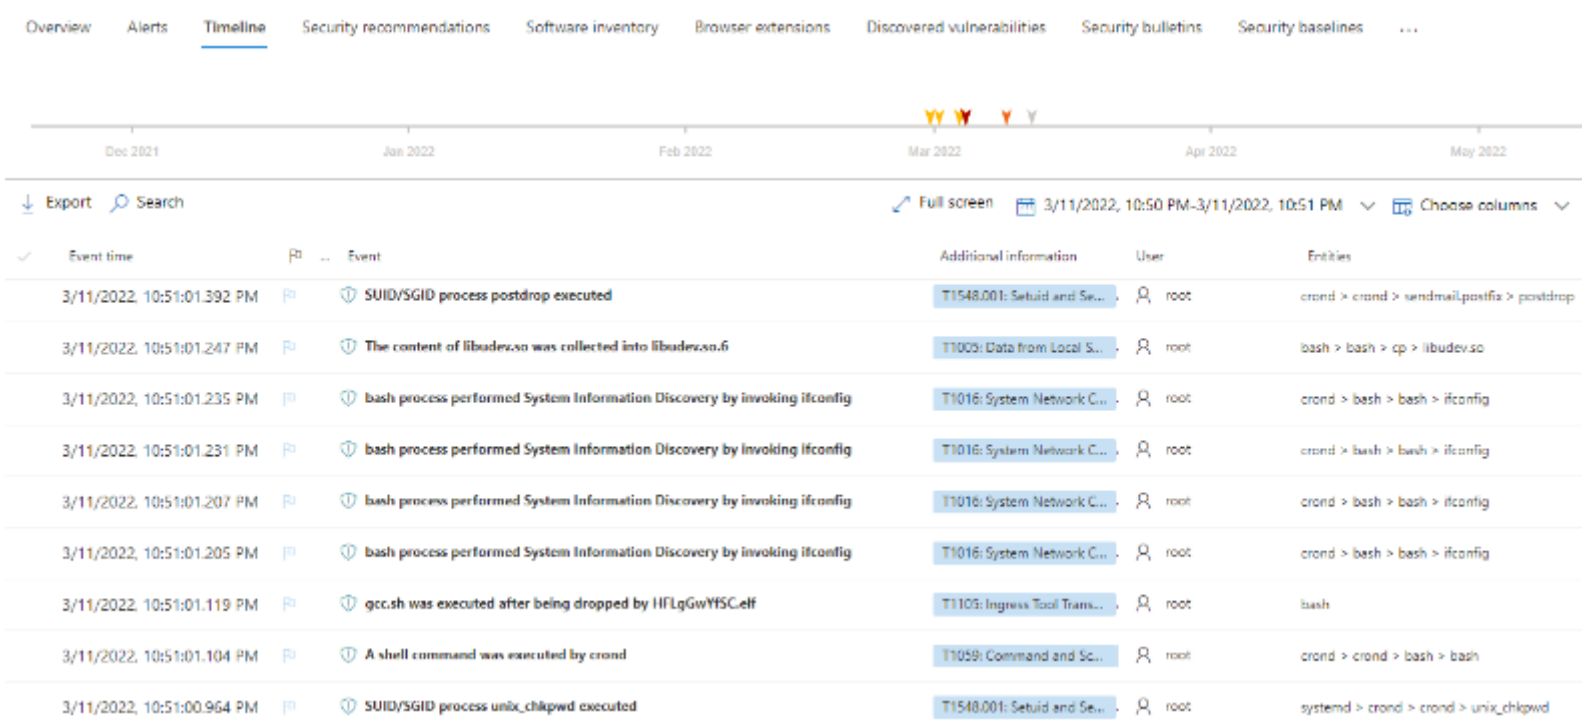 Overview Alerts Timeline Security recommendations Software inventory Browser extensions Discovered vulnerabilities Security bulletins Security baselines ...
Dec 2021 Jan 2022 Feb 2022 Mar 2022 Apr 2022 May 2022
Export Search Full screen 3/11/2022, 10:50 PM-3/11/2022, 10:51 PM Choose columns
Event time ... Event Additional information User Entities
3/11/2022, 10:51:01.392 PM SUID/SGID process postdrop executed T1548.001: Setuid and Se... root crond > crond > sendmail.postfix > postdrop
3/11/2022, 10:51:01.247 PM The content of libudev.so was collected into libudev.so.6 T1005: Data from Local S... root bash > bash > cp > libudev.so
3/11/2022, 10:51:01.235 PM bash process performed System Information Discovery by invoking ifconfig T1016: System Network C... root crond > bash > bash > ifconfig
3/11/2022, 10:51:01.231 PM bash process performed System Information Discovery by invoking ifconfig T1016: System Network C... root crond > bash > bash > ifconfig
3/11/2022, 10:51:01.207 PM bash process performed System Information Discovery by invoking ifconfig T1016: System Network C... root crond > bash > bash > ifconfig
3/11/2022, 10:51:01.205 PM bash process performed System Information Discovery by invoking ifconfig T1016: System Network C... root crond > bash > bash > ifconfig
3/11/2022, 10:51:01.119 PM gcc.sh was executed after being dropped by HFLgGwYfSC.elf T1105: Ingress Tool Trans... root bash
3/11/2022, 10:51:01.104 PM A shell command was executed by crond T1059: Command and Sc... root crond > crond > bash > bash
3/11/2022, 10:51:00.964 PM SUID/SGID process unix_chkpwd executed T1548.001: Setuid and Se... root systemd > crond > crond > unix_chkpwd